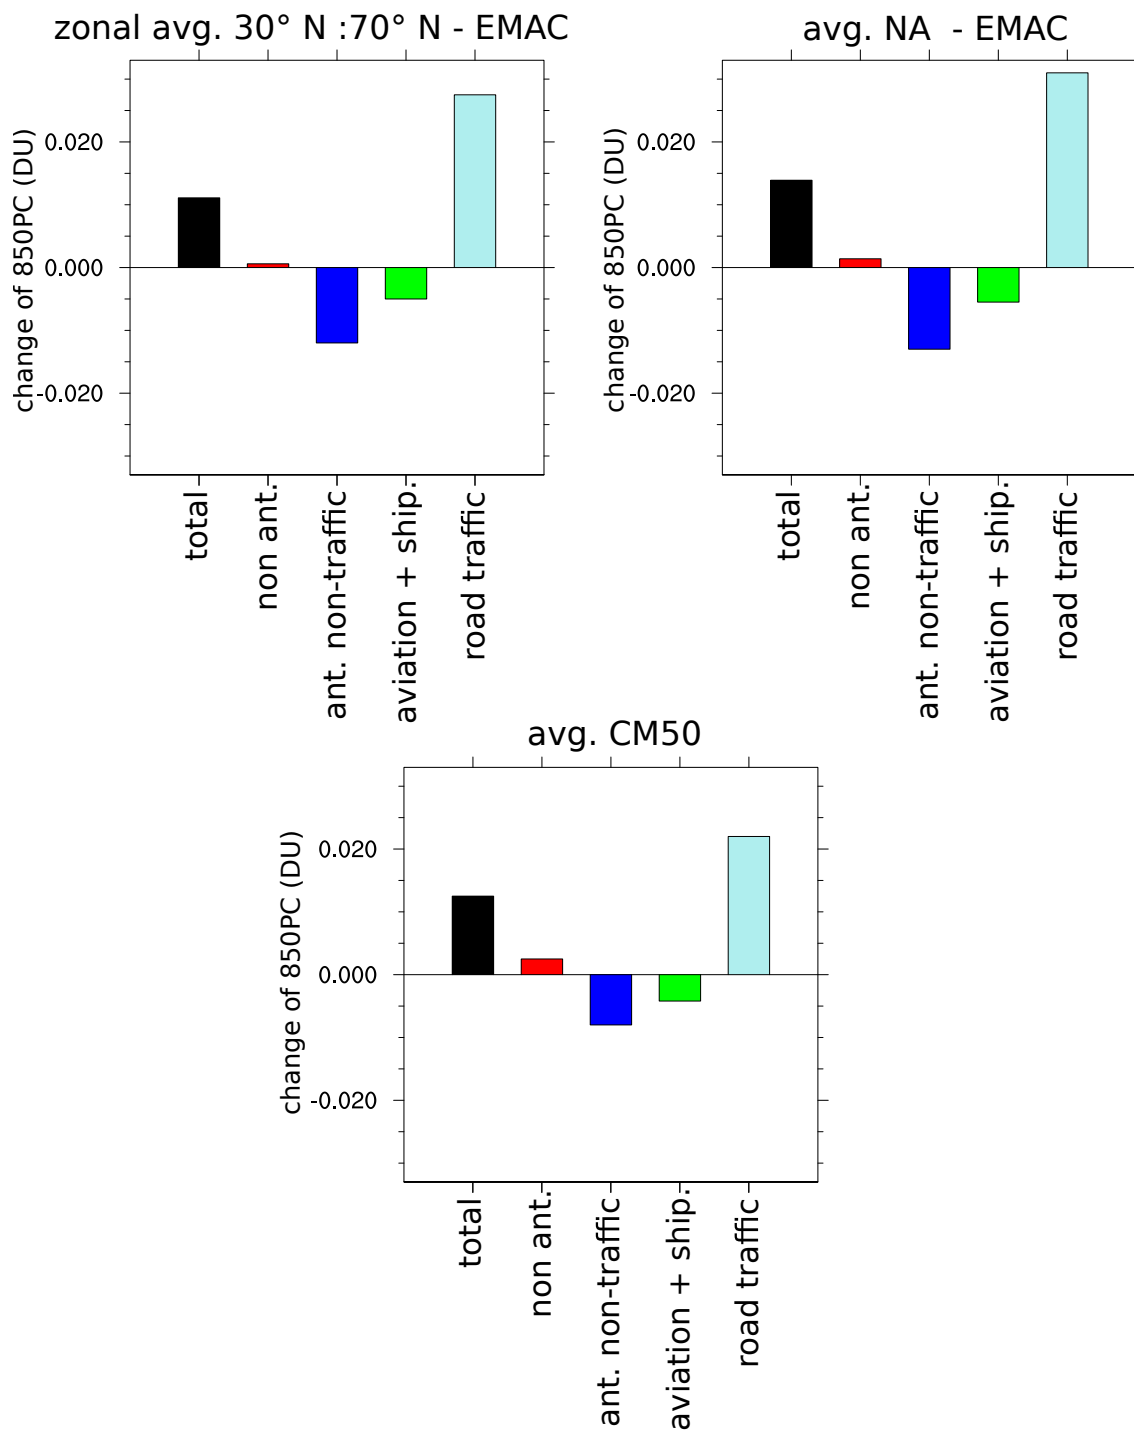 zonal avg. 30° N :70° N - EMAC
change of 850PC (DU)
0.020
0.000
-0.020
total
non ant.
ant. non-traffic
aviation + ship.
road traffic
avg. NA - EMAC
change of 850PC (DU)
0.020
0.000
-0.020
total
non ant.
ant. non-traffic
aviation + ship.
road traffic
avg. CM50
change of 850PC (DU)
0.020
0.000
-0.020
total
non ant.
ant. non-traffic
aviation + ship.
road traffic